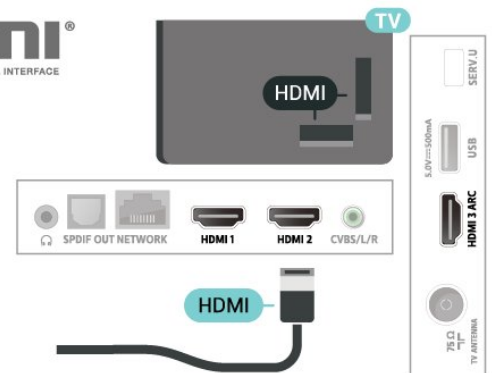 INTERFACE
TV
HDMI
SERV.U
5.0V⎓500mA
USB
HDMI 3 ARC
75 Ω
TV ANTENNA
SPDIF OUT NETWORK HDMI 1 HDMI 2 CVBS/L/R
HDMI